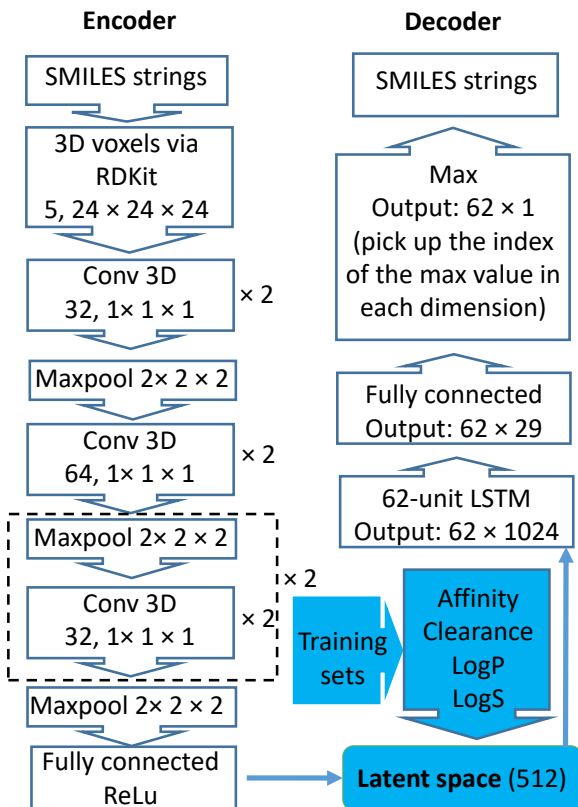 Encoder
SMILES strings
3D voxels via
RDKit
5, 24 × 24 × 24
Conv 3D
32, 1× 1 × 1
× 2
Maxpool 2× 2 × 2
Conv 3D
64, 1× 1 × 1
× 2
Maxpool 2× 2 × 2
Conv 3D
32, 1× 1 × 1
× 2
× 2
Maxpool 2× 2 × 2
Fully connected
ReLu
Decoder
SMILES strings
Max
Output: 62 × 1
(pick up the index
of the max value in
each dimension)
Fully connected
Output: 62 × 29
62-unit LSTM
Output: 62 × 1024
Training
sets
Affinity
Clearance
LogP
LogS
Latent space (512)